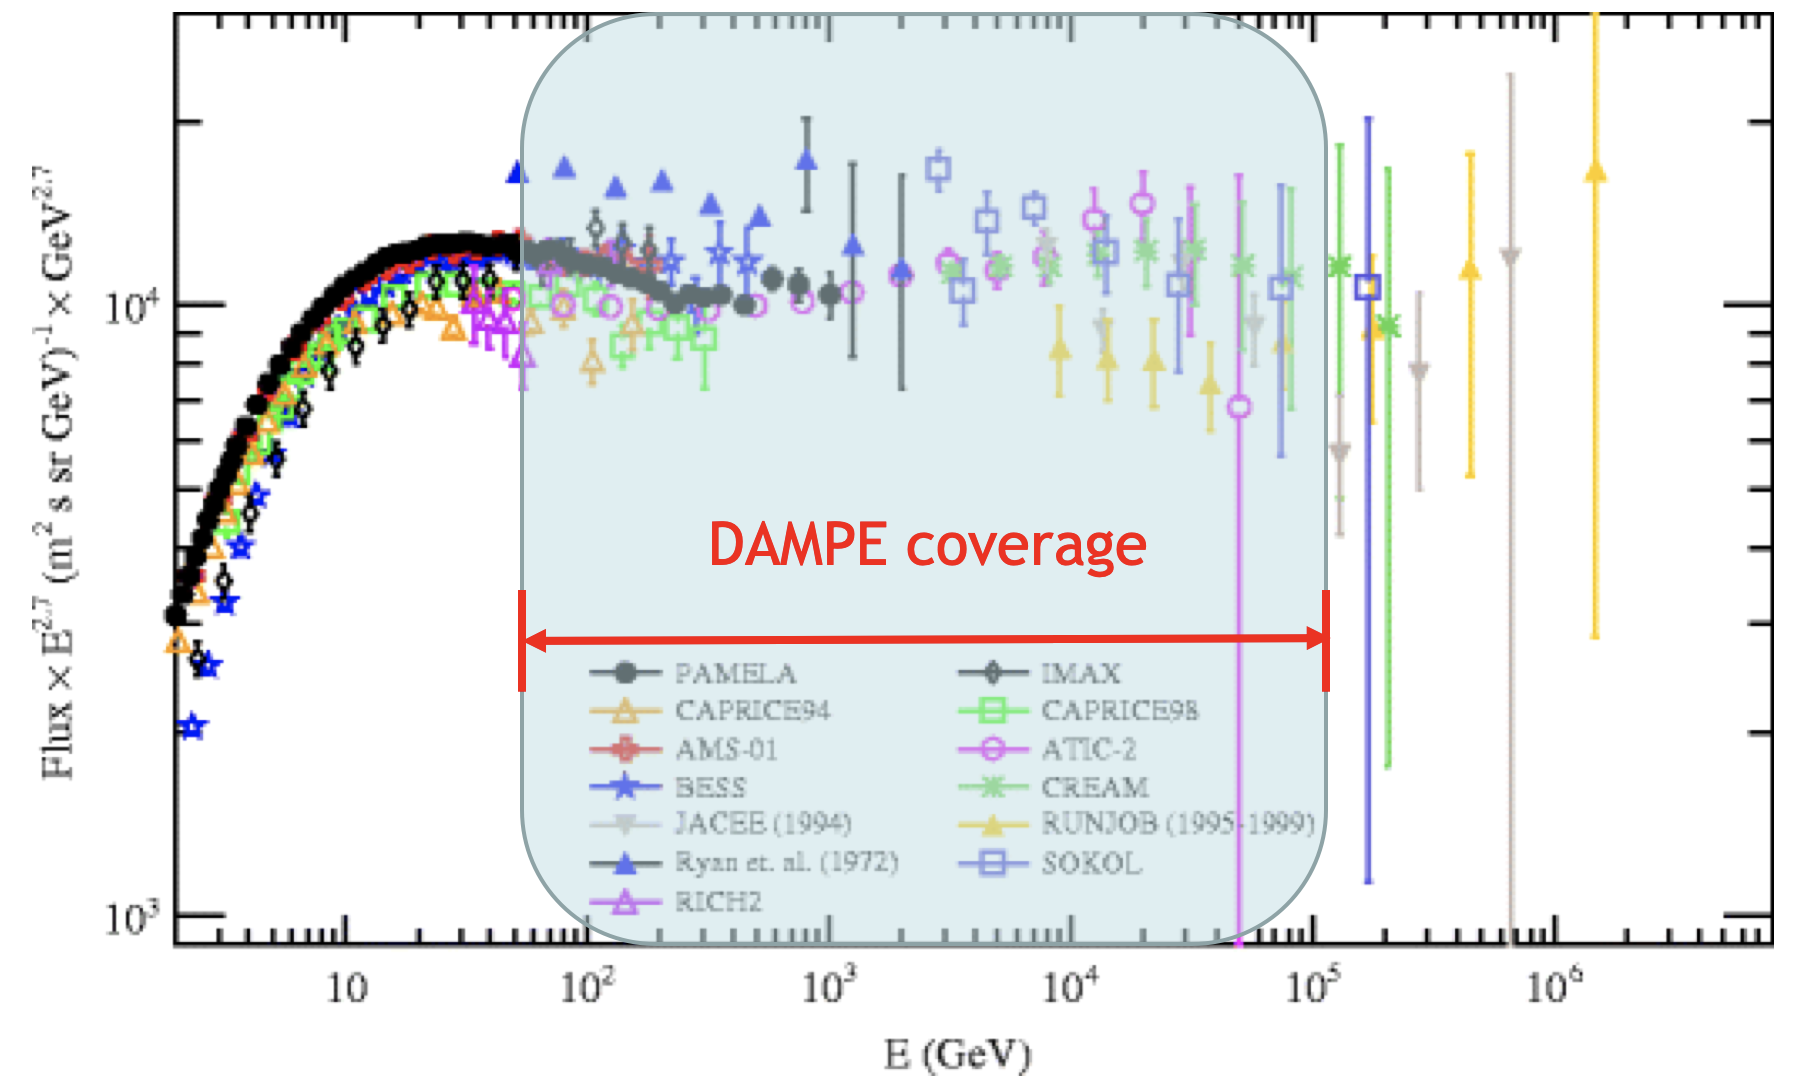 Flux × E^2.7 (m^2 s sr GeV)^-1 × GeV^2.7
10^4
10^3
DAMPE coverage
PAMELA
IMAX
CAPRICE94
CAPRICE98
AMS-01
ATIC-2
BESS
CREAM
JACEE (1994)
RUNJOB (1995-1999)
Ryan et. al. (1972)
SOKOL
RICH2
10
10^2
10^3
10^4
10^5
10^6
E (GeV)